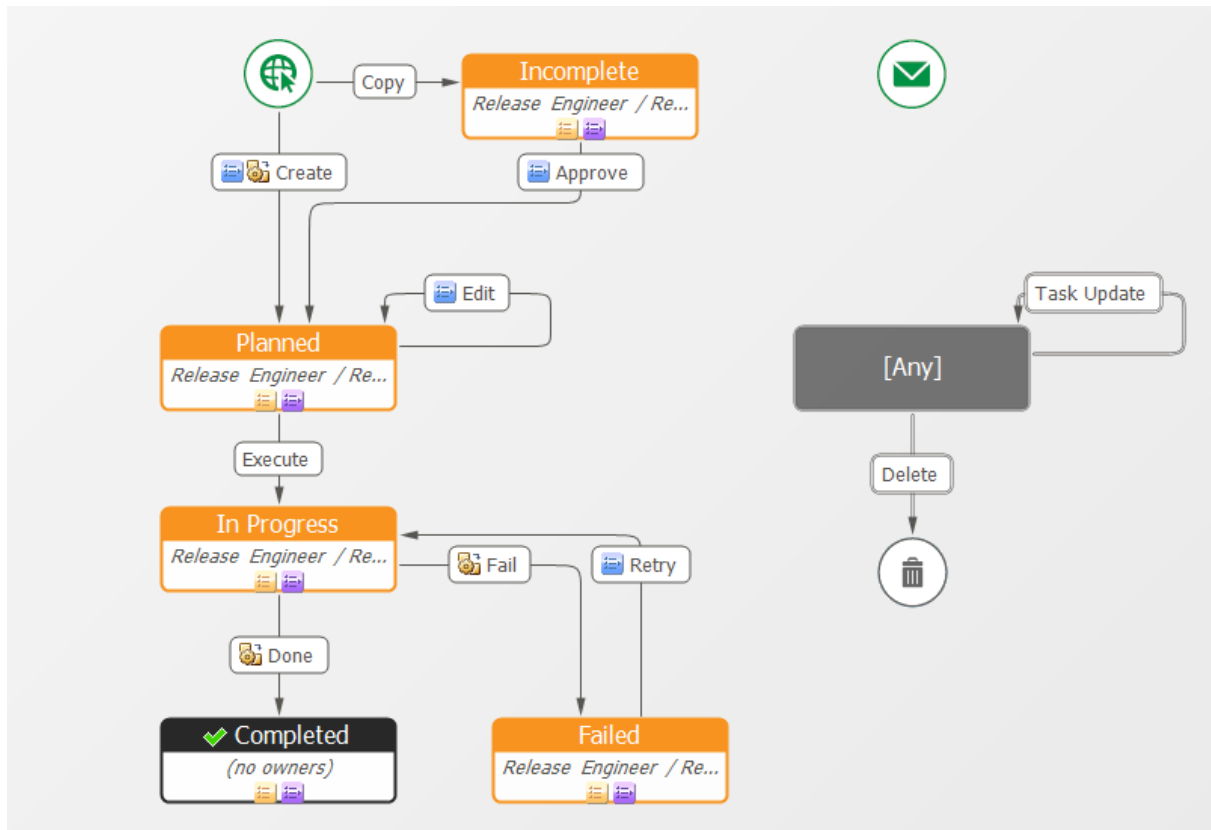 Copy
Incomplete
Release Engineer / Re...
Create
Approve
Edit
Planned
Release Engineer / Re...
Execute
In Progress
Release Engineer / Re...
Fail
Retry
Done
Completed
(no owners)
Failed
Release Engineer / Re...
Task Update
[Any]
Delete